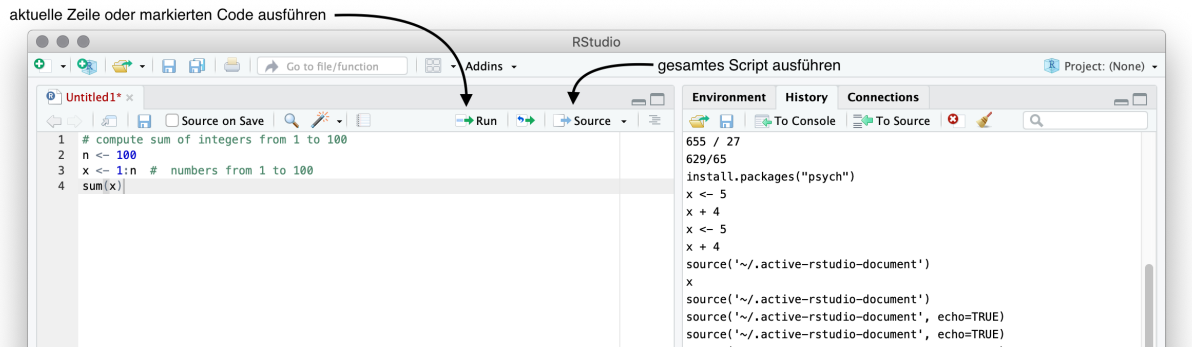 aktuelle Zeile oder markierten Code ausführen
RStudio
Go to file/function
Addins
gesamtes Script ausführen
Project: (None)
Untitled1*
Source on Save
Run
Source
1 # compute sum of integers from 1 to 100
2 n <- 100
3 x <- 1:n # numbers from 1 to 100
4 sum(x)
Environment History Connections
To Console To Source
655 / 27
629/65
install.packages("psych")
x <- 5
x + 4
x <- 5
x + 4
source('~/.active-rstudio-document')
x
source('~/.active-rstudio-document')
source('~/.active-rstudio-document', echo=TRUE)
source('~/.active-rstudio-document', echo=TRUE)